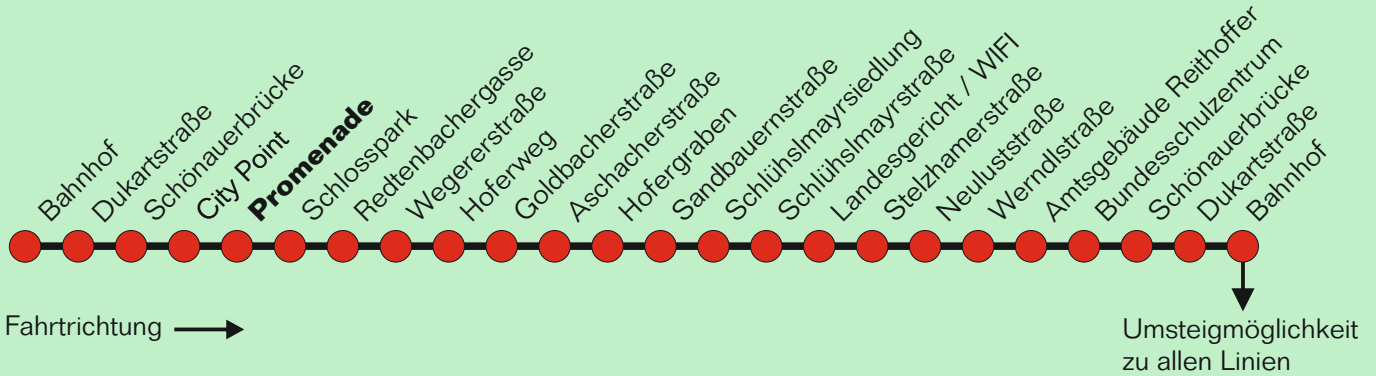 Bahnhof
Dukartstraße
Schönauerbrücke
City Point
Promenade
Schlosspark
Redtenbachergasse
Wegererstraße
Hoferweg
Goldbacherstraße
Aschacherstraße
Hofergraben
Sandbauernstraße
Schlühslmayrsiedlung
Schlühslmayrstraße
Landesgericht / WIFI
Stelzhamerstraße
Neuluststraße
Werndlstraße
Amtsgebäude Reithoffer
Bundesschulzentrum
Schönauerbrücke
Dukartstraße
Bahnhof
Fahrtrichtung
Umsteigmöglichkeit
zu allen Linien